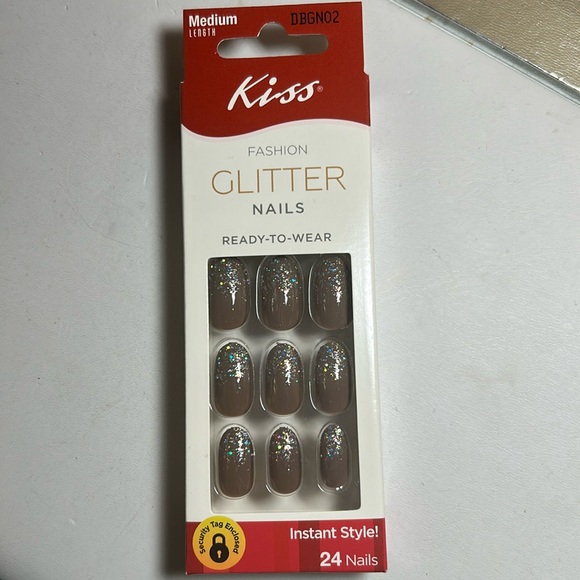 Medium
LENGTH
DBGN02
Kiss®
FASHION
GLITTER
NAILS
READY-TO-WEAR
Security Tag Enclosed
Instant Style!
24 Nails